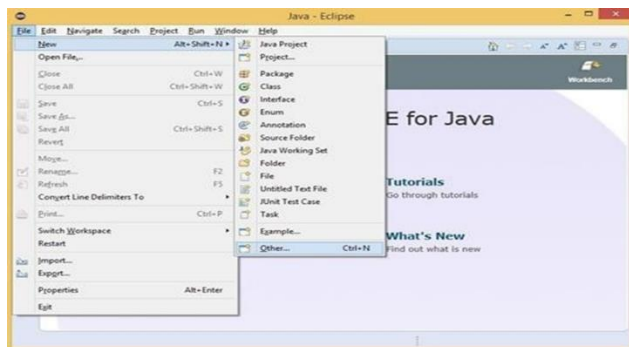 Java - Eclipse
File Edit Navigate Search Project Run Window Help
New Alt+Shift+N
Open File...
Close Ctrl+W
Close All Ctrl+Shift+W
Save Ctrl+S
Save As...
Save All Ctrl+Shift+S
Revert
Move...
Rename... F2
Refresh F5
Convert Line Delimiters To
Print... Ctrl+P
Switch Workspace
Restart
Import...
Export...
Properties Alt+Enter
Exit
Java Project
Project...
Package
Class
Interface
Enum
Annotation
Source Folder
Java Working Set
Folder
File
Untitled Text File
JUnit Test Case
Task
Example...
Other... Ctrl+N
Workbench
E for Java
Tutorials
Go through tutorials
What's New
Find out what is new